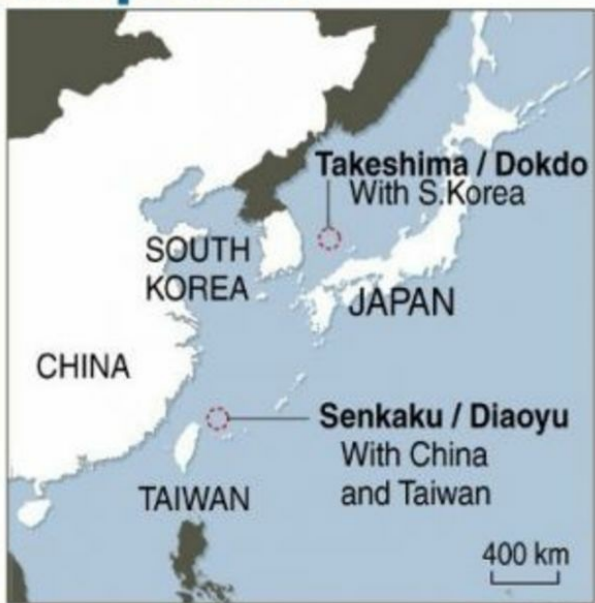 Takeshima / Dokdo
With S.Korea
SOUTH
KOREA
JAPAN
CHINA
Senkaku / Diaoyu
With China
and Taiwan
TAIWAN
400 km